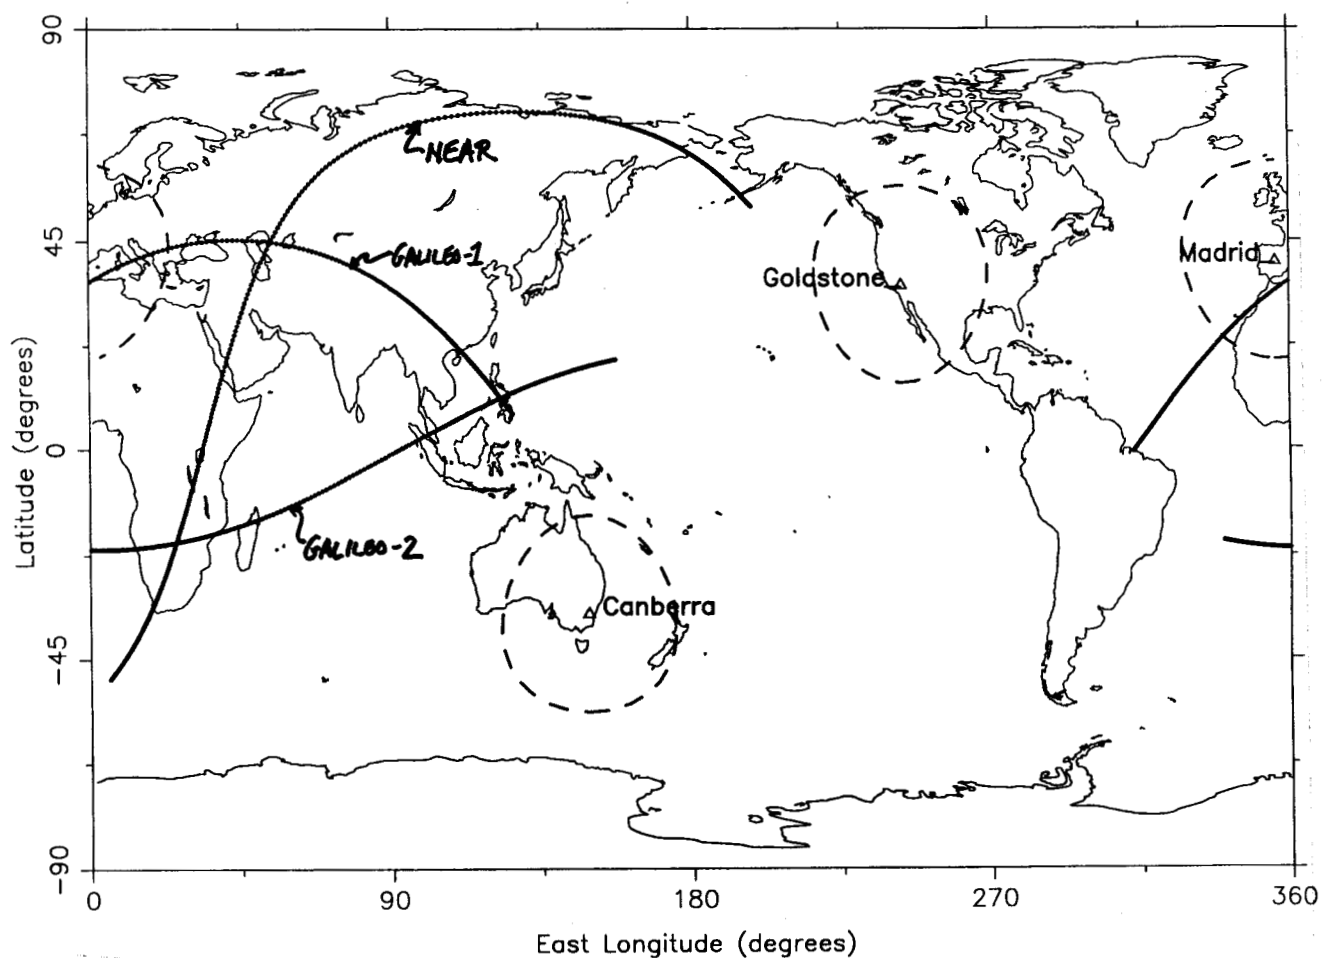 90
NEAR
45
GALILEO-1
Goldstone
Madrid
Latitude (degrees)
0
GALILEO-2
Canberra
-45
-90
0
90
180
270
360
East Longitude (degrees)